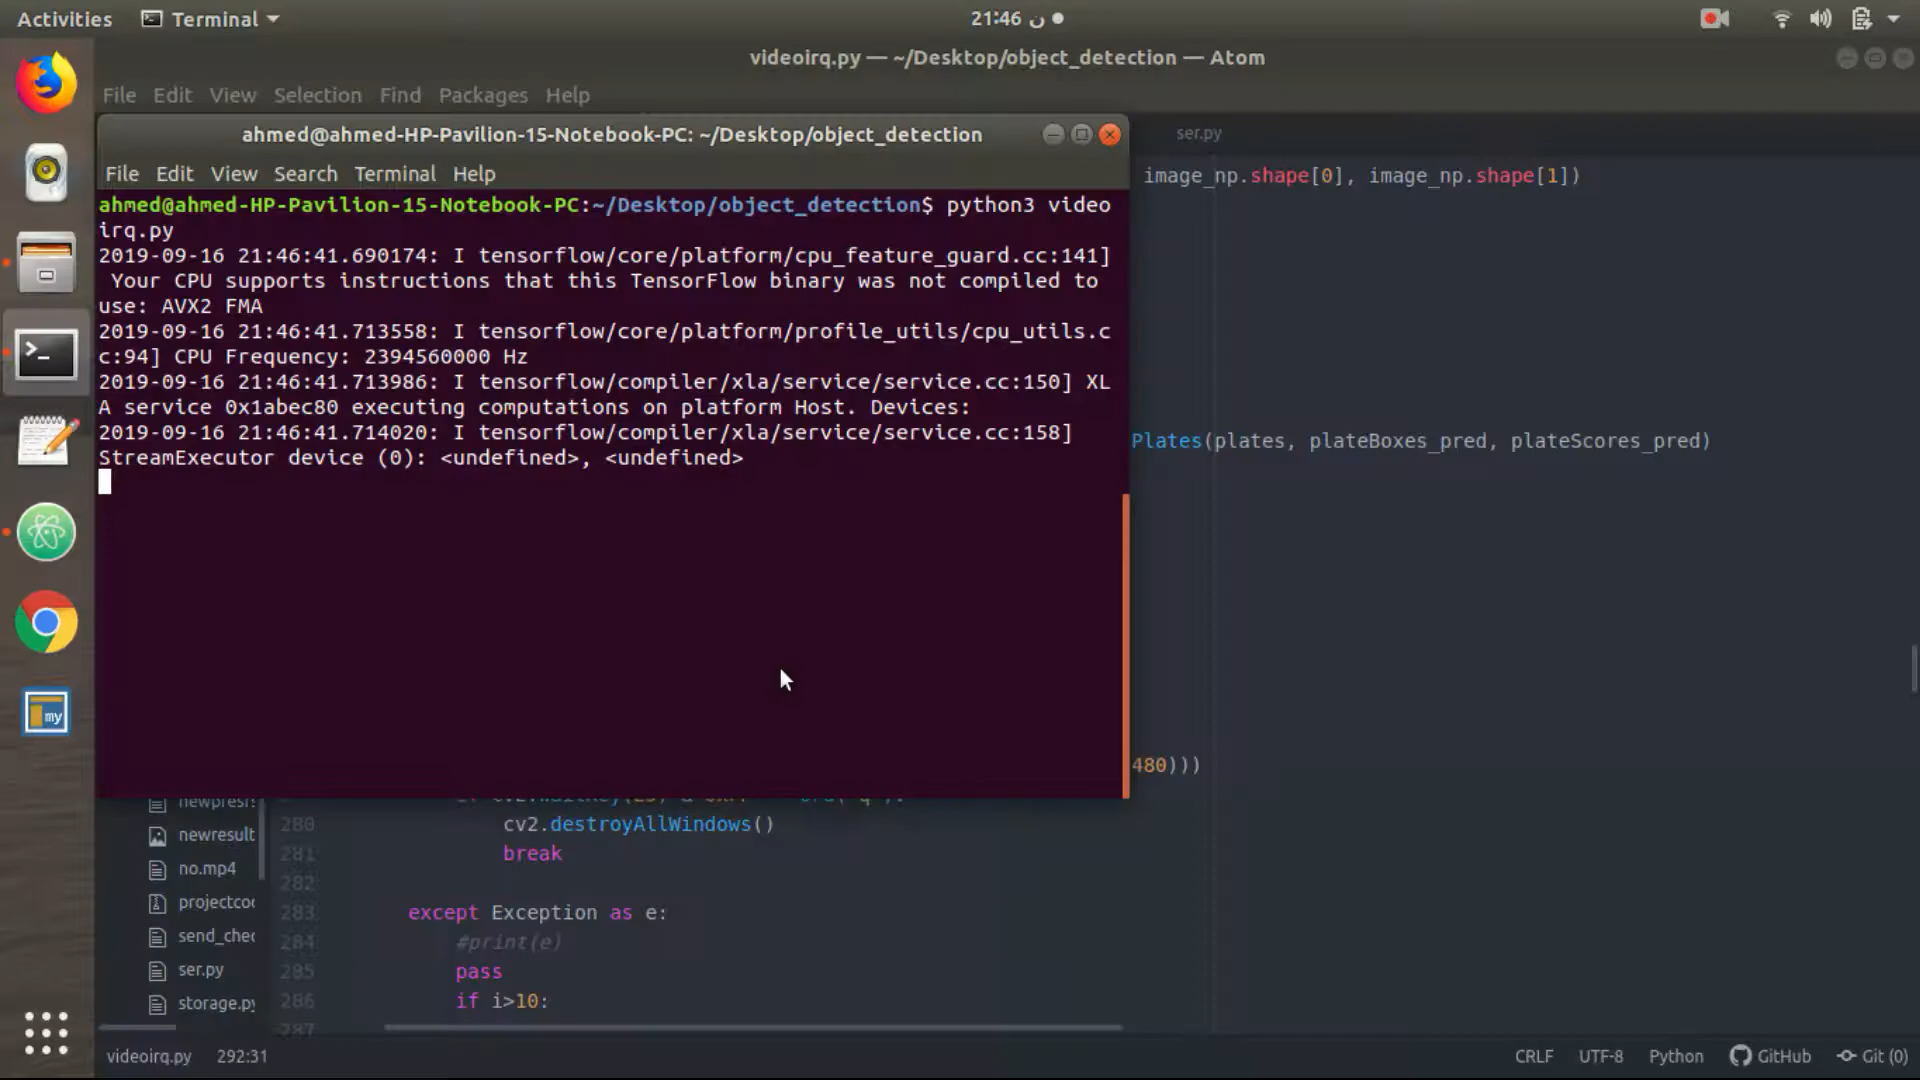 Activities
Terminal
21:46 ن ●
videoirq.py — ~/Desktop/object_detection — Atom
File Edit View Selection Find Packages Help
ahmed@ahmed-HP-Pavilion-15-Notebook-PC: ~/Desktop/object_detection
ser.py
File Edit View Search Terminal Help
image_np.shape[0], image_np.shape[1])
ahmed@ahmed-HP-Pavilion-15-Notebook-PC:~/Desktop/object_detection$ python3 video
irq.py
2019-09-16 21:46:41.690174: I tensorflow/core/platform/cpu_feature_guard.cc:141]
Your CPU supports instructions that this TensorFlow binary was not compiled to
use: AVX2 FMA
2019-09-16 21:46:41.713558: I tensorflow/core/platform/profile_utils/cpu_utils.c
c:94] CPU Frequency: 2394560000 Hz
2019-09-16 21:46:41.713986: I tensorflow/compiler/xla/service/service.cc:150] XL
A service 0x1abec80 executing computations on platform Host. Devices:
2019-09-16 21:46:41.714020: I tensorflow/compiler/xla/service/service.cc:158]
StreamExecutor device (0): <undefined>, <undefined>
Plates(plates, plateBoxes_pred, plateScores_pred)
my
480)))
newresult
280 cv2.destroyAllWindows()
no.mp4
281 break
282
projectco
283 except Exception as e:
send_chec
284 #print(e)
ser.py
285 pass
storage.py
286 if i>10:
287
videoirq.py 292:31
CRLF UTF-8 Python GitHub Git (0)